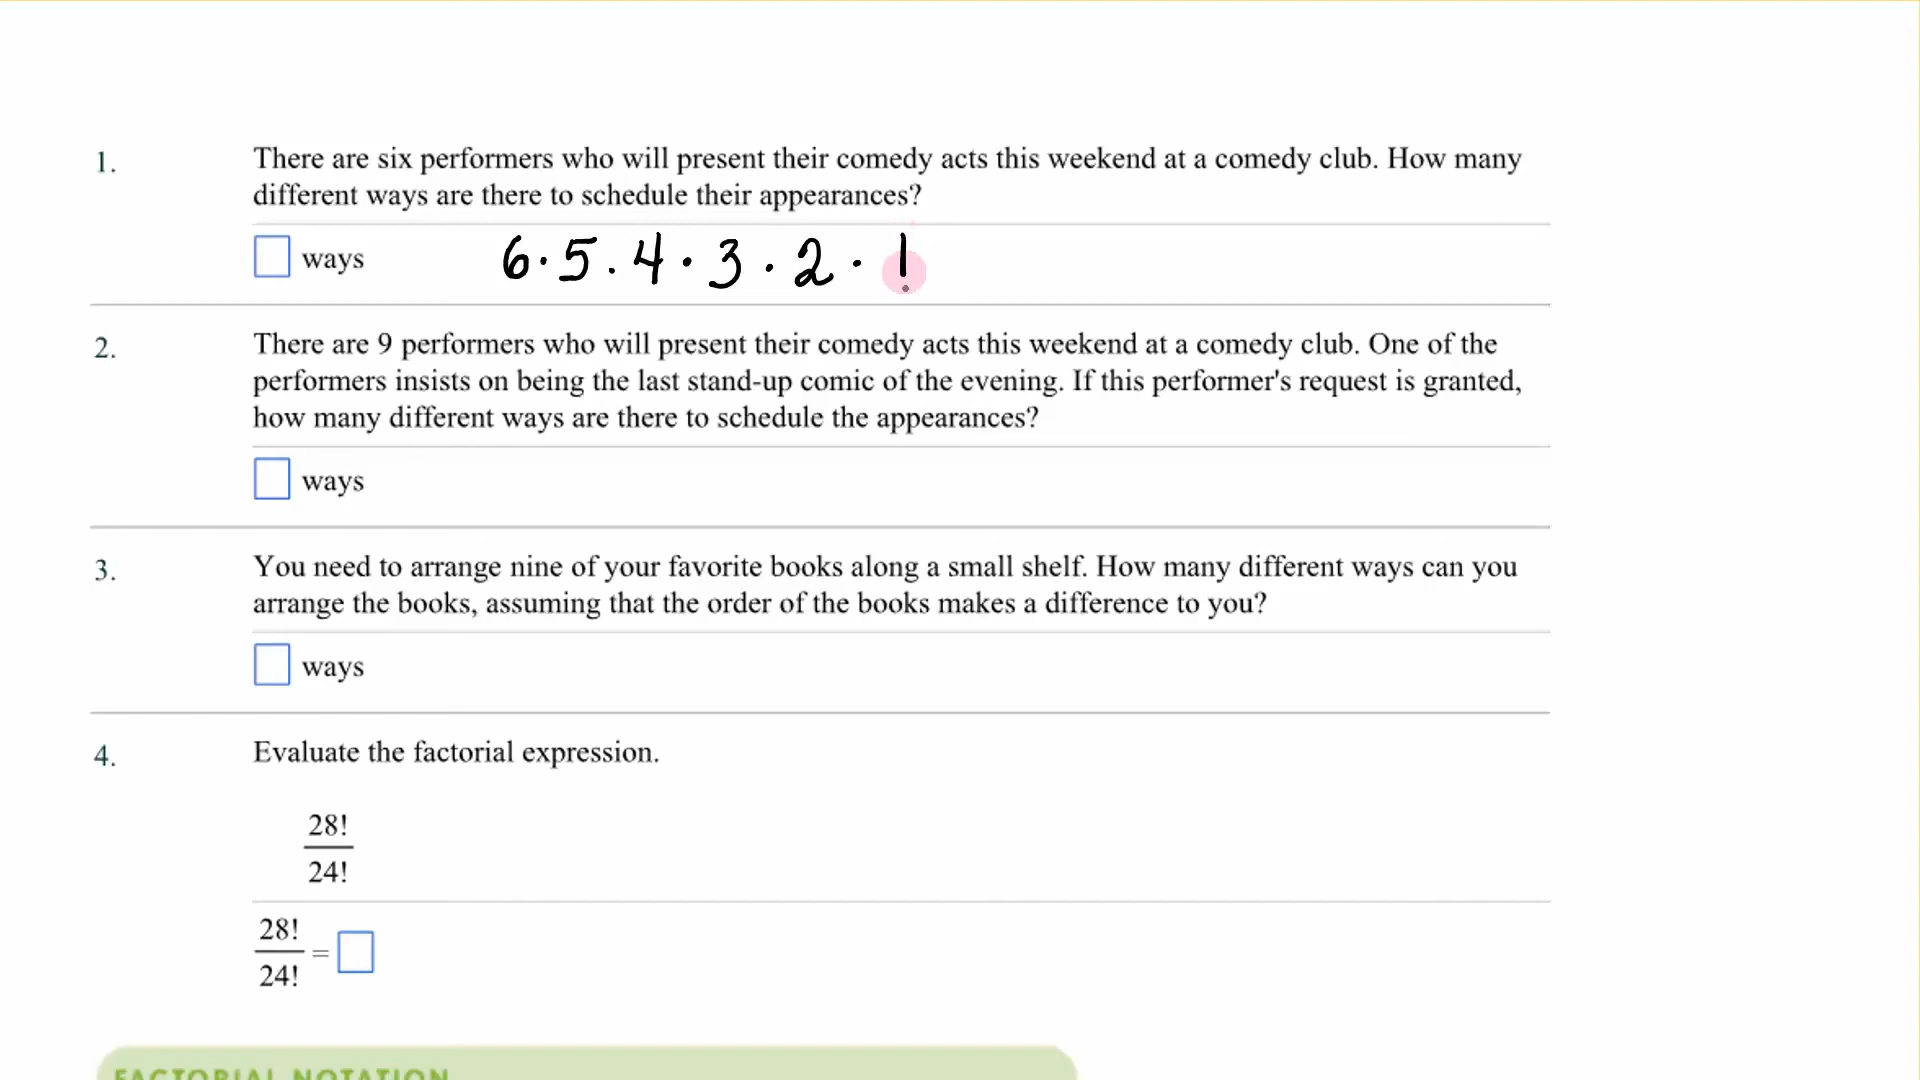 1. There are six performers who will present their comedy acts this weekend at a comedy club. How many
different ways are there to schedule their appearances?
ways 6 · 5 . 4 · 3 · 2 · 1
2. There are 9 performers who will present their comedy acts this weekend at a comedy club. One of the
performers insists on being the last stand-up comic of the evening. If this performer's request is granted,
how many different ways are there to schedule the appearances?
ways
3. You need to arrange nine of your favorite books along a small shelf. How many different ways can you
arrange the books, assuming that the order of the books makes a difference to you?
ways
4. Evaluate the factorial expression.
28!
24!
28!
=
24!
FACTORIAL NOTATION